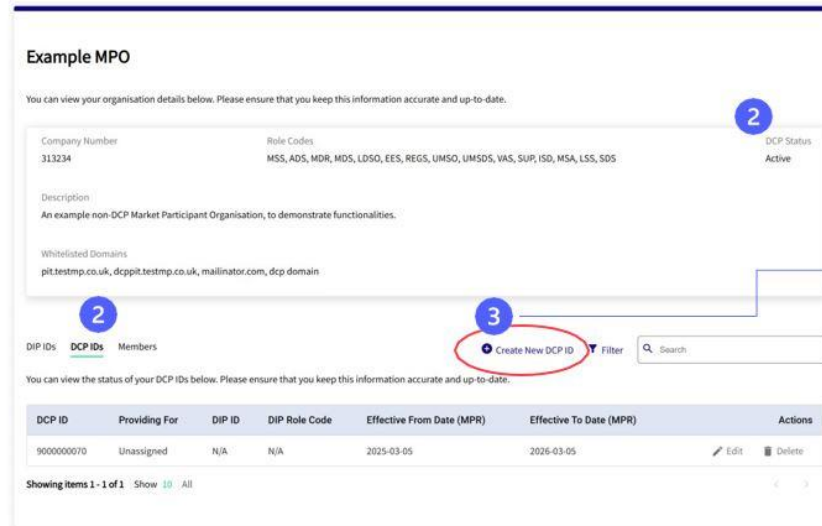 Example MPO
You can view your organisation details below. Please ensure that you keep this information accurate and up-to-date.
2
Company Number Role Codes DCP Status
313234 MSS, ADS, MDR, MDS, LDSO, EES, REGS, UMSO, UMSDS, VAS, SUP, ISD, MSA, LSS, SDS Active
Description
An example non-DCP Market Participant Organisation, to demonstrate functionalities.
Whitelisted Domains
pit.testmp.co.uk, dcppit.testmp.co.uk, mailinator.com, dcp domain
2 3
DIP IDs DCP IDs Members Create New DCP ID Filter Search
You can view the status of your DCP IDs below. Please ensure that you keep this information accurate and up-to-date.
DCP ID Providing For DIP ID DIP Role Code Effective From Date (MPR) Effective To Date (MPR) Actions
9000000070 Unassigned N/A N/A 2025-03-05 2026-03-05 Edit Delete
Showing items 1 - 1 of 1 Show 10 All